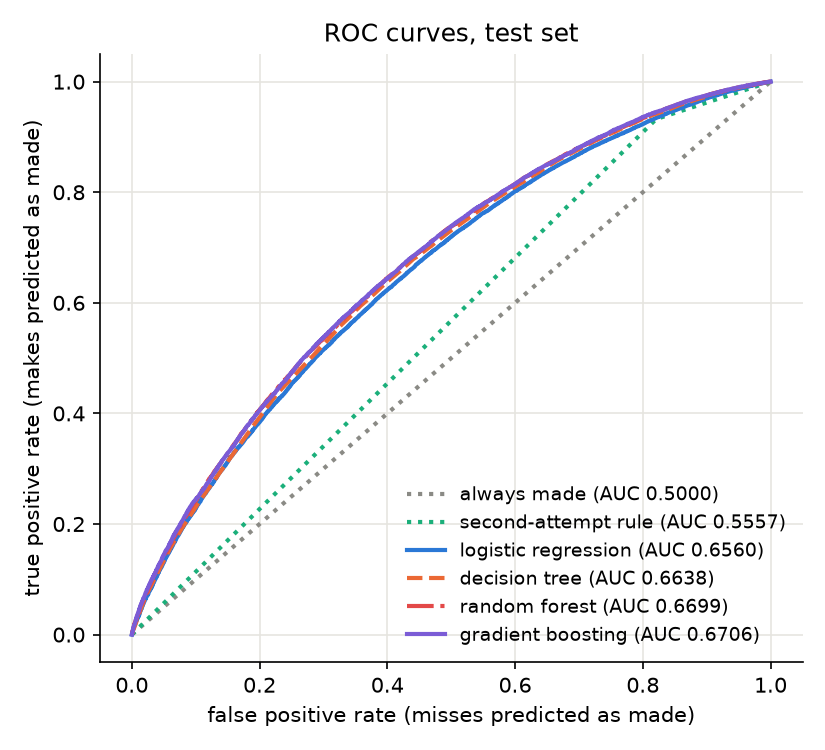 ROC curves, test set
true positive rate (makes predicted as made)
1.0
0.8
0.6
0.4
0.2
0.0
always made (AUC 0.5000)
second-attempt rule (AUC 0.5557)
logistic regression (AUC 0.6560)
decision tree (AUC 0.6638)
random forest (AUC 0.6699)
gradient boosting (AUC 0.6706)
0.0 0.2 0.4 0.6 0.8 1.0
false positive rate (misses predicted as made)